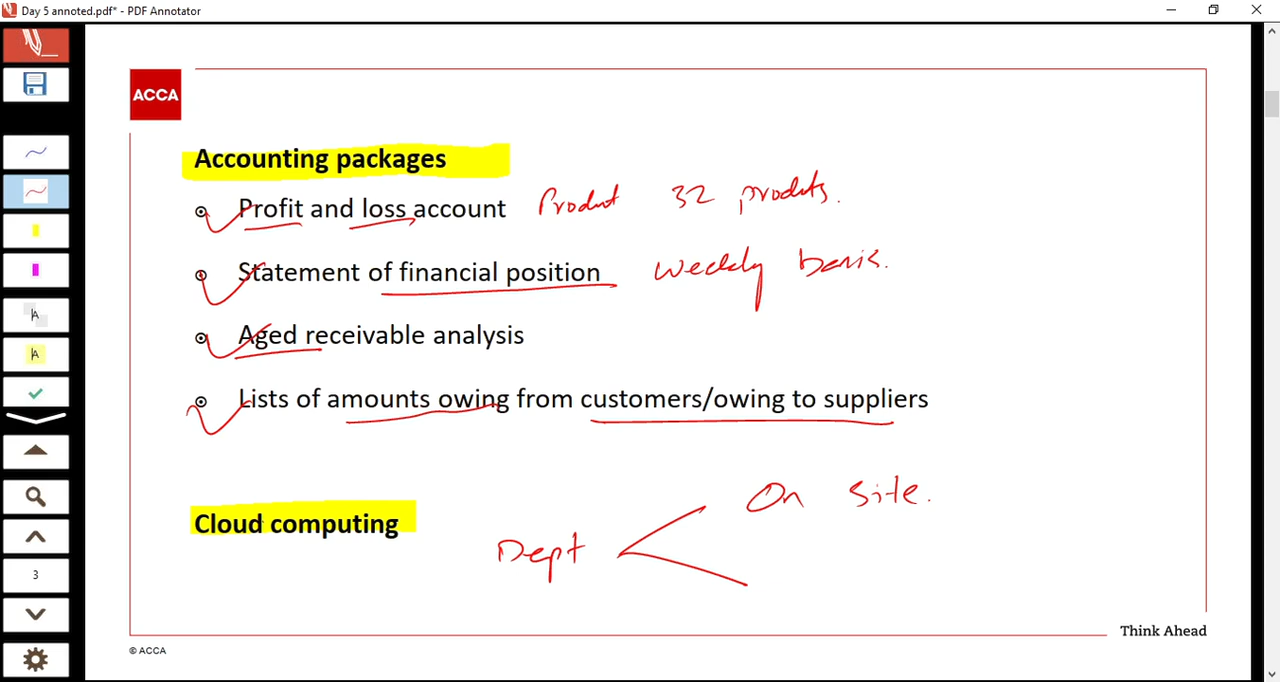 Day 5 annoted.pdf* - PDF Annotator
ACCA
Accounting packages
Profit and loss account Product 32 products.
Statement of financial position weekly basis.
Aged receivable analysis
Lists of amounts owing from customers/owing to suppliers
On site.
Cloud computing
Dept
3
Think Ahead
© ACCA